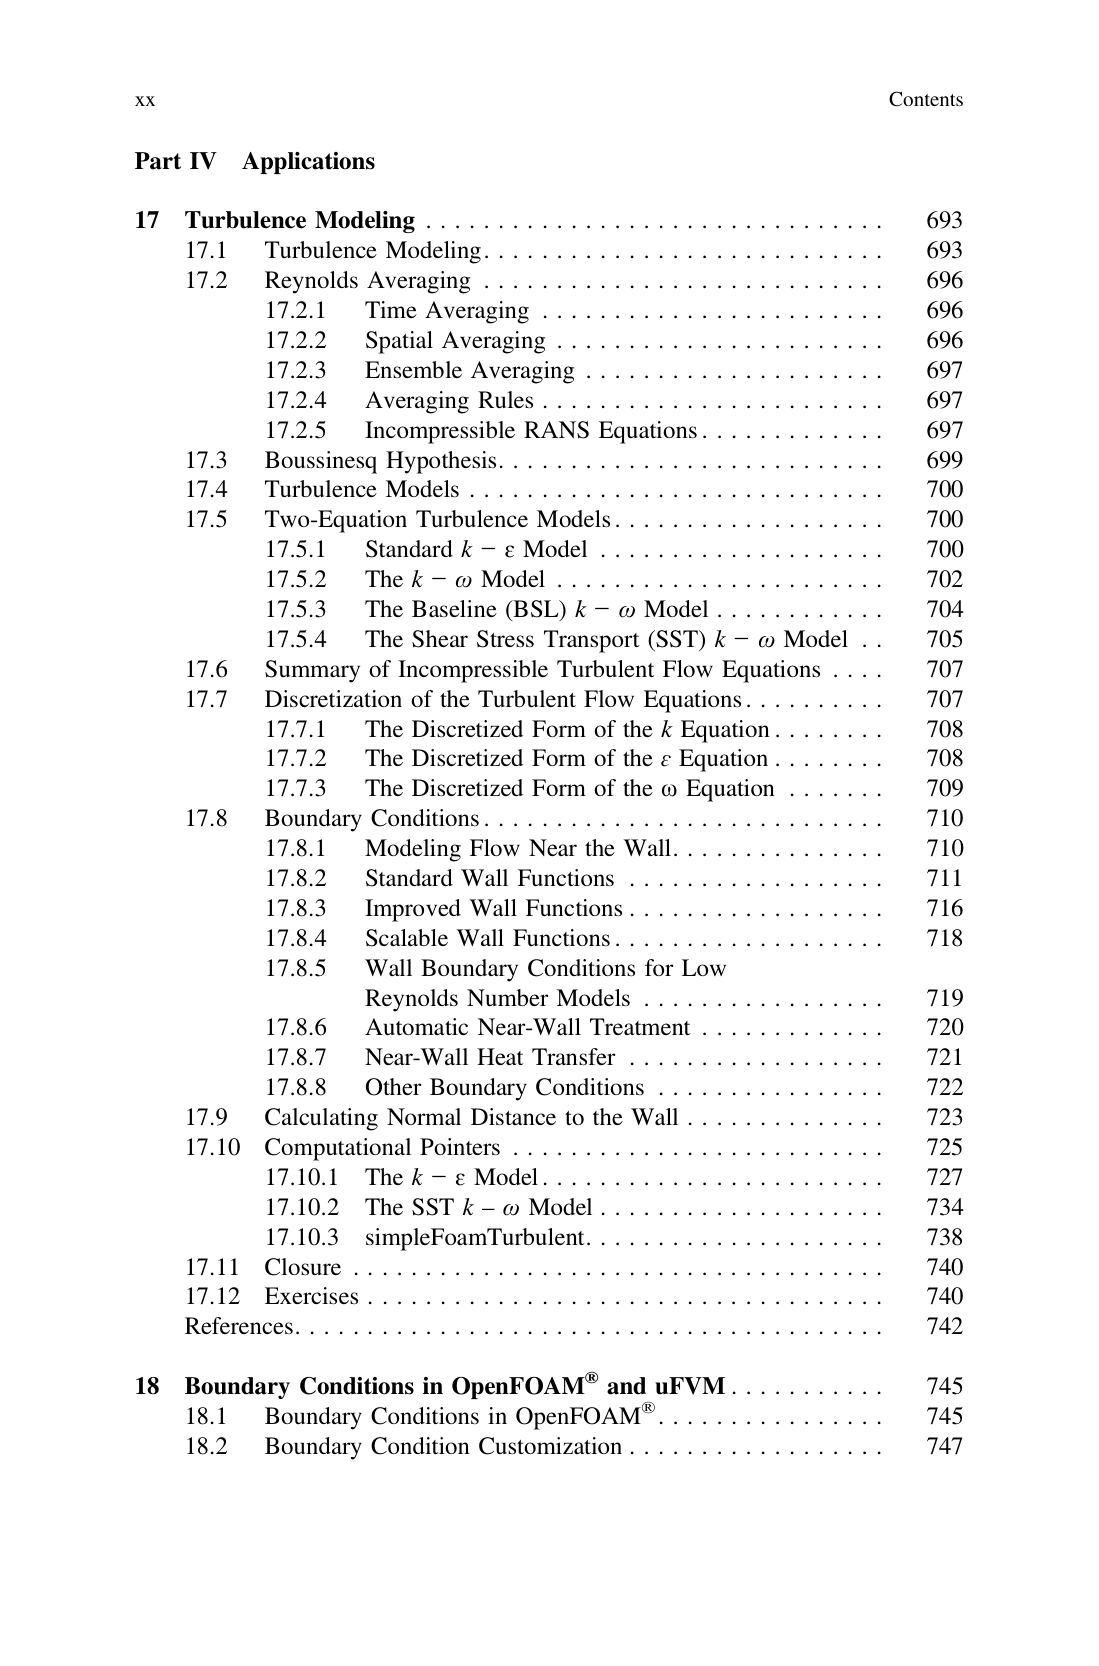 xx Contents
Part IV Applications
17 Turbulence Modeling . . . . . . . . . . . . . . . . . . . . . . . . . . . . . . . . 693
17.1 Turbulence Modeling. . . . . . . . . . . . . . . . . . . . . . . . . . . . 693
17.2 Reynolds Averaging . . . . . . . . . . . . . . . . . . . . . . . . . . . . 696
17.2.1 Time Averaging . . . . . . . . . . . . . . . . . . . . . . . . 696
17.2.2 Spatial Averaging . . . . . . . . . . . . . . . . . . . . . . . 696
17.2.3 Ensemble Averaging . . . . . . . . . . . . . . . . . . . . . 697
17.2.4 Averaging Rules . . . . . . . . . . . . . . . . . . . . . . . . 697
17.2.5 Incompressible RANS Equations. . . . . . . . . . . . . 697
17.3 Boussinesq Hypothesis. . . . . . . . . . . . . . . . . . . . . . . . . . . 699
17.4 Turbulence Models . . . . . . . . . . . . . . . . . . . . . . . . . . . . . 700
17.5 Two-Equation Turbulence Models. . . . . . . . . . . . . . . . . . . 700
17.5.1 Standard k − ε Model . . . . . . . . . . . . . . . . . . . . 700
17.5.2 The k − ω Model . . . . . . . . . . . . . . . . . . . . . . . 702
17.5.3 The Baseline (BSL) k − ω Model . . . . . . . . . . . . 704
17.5.4 The Shear Stress Transport (SST) k − ω Model . . 705
17.6 Summary of Incompressible Turbulent Flow Equations . . . . 707
17.7 Discretization of the Turbulent Flow Equations. . . . . . . . . . 707
17.7.1 The Discretized Form of the k Equation . . . . . . . . 708
17.7.2 The Discretized Form of the ε Equation . . . . . . . . 708
17.7.3 The Discretized Form of the ω Equation . . . . . . . 709
17.8 Boundary Conditions. . . . . . . . . . . . . . . . . . . . . . . . . . . . 710
17.8.1 Modeling Flow Near the Wall. . . . . . . . . . . . . . . 710
17.8.2 Standard Wall Functions . . . . . . . . . . . . . . . . . . 711
17.8.3 Improved Wall Functions . . . . . . . . . . . . . . . . . . 716
17.8.4 Scalable Wall Functions. . . . . . . . . . . . . . . . . . . 718
17.8.5 Wall Boundary Conditions for Low
Reynolds Number Models . . . . . . . . . . . . . . . . . 719
17.8.6 Automatic Near-Wall Treatment . . . . . . . . . . . . . 720
17.8.7 Near-Wall Heat Transfer . . . . . . . . . . . . . . . . . . 721
17.8.8 Other Boundary Conditions . . . . . . . . . . . . . . . . 722
17.9 Calculating Normal Distance to the Wall . . . . . . . . . . . . . . 723
17.10 Computational Pointers . . . . . . . . . . . . . . . . . . . . . . . . . . 725
17.10.1 The k − ε Model. . . . . . . . . . . . . . . . . . . . . . . . 727
17.10.2 The SST k – ω Model . . . . . . . . . . . . . . . . . . . . 734
17.10.3 simpleFoamTurbulent. . . . . . . . . . . . . . . . . . . . . 738
17.11 Closure . . . . . . . . . . . . . . . . . . . . . . . . . . . . . . . . . . . . . 740
17.12 Exercises . . . . . . . . . . . . . . . . . . . . . . . . . . . . . . . . . . . . 740
References. . . . . . . . . . . . . . . . . . . . . . . . . . . . . . . . . . . . . . . . . 742
18 Boundary Conditions in OpenFOAM® and uFVM . . . . . . . . . . . 745
18.1 Boundary Conditions in OpenFOAM®. . . . . . . . . . . . . . . . 745
18.2 Boundary Condition Customization . . . . . . . . . . . . . . . . . . 747